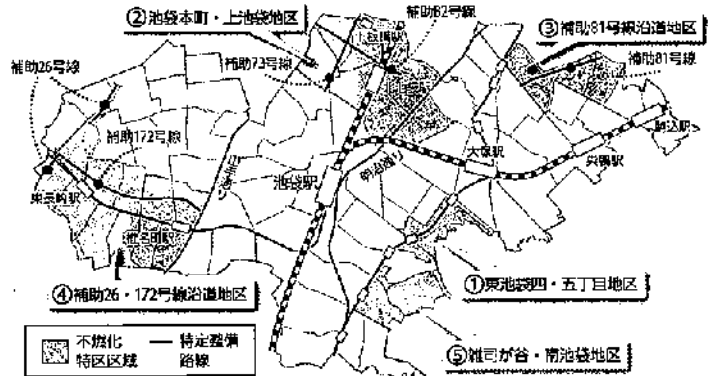 ②池袋本町・上池袋地区
補助82号線
③補助81号線沿道地区
下板橋駅
補助26号線
補助73号線
補助81号線
補助172号線
駒込駅
大塚駅
巣鴨駅
池袋駅
明治通り
東長崎駅
椎名町駅
①東池袋四・五丁目地区
④補助26・172号線沿道地区
⑤雑司が谷・南池袋地区
不燃化
特区区域
特定整備
路線